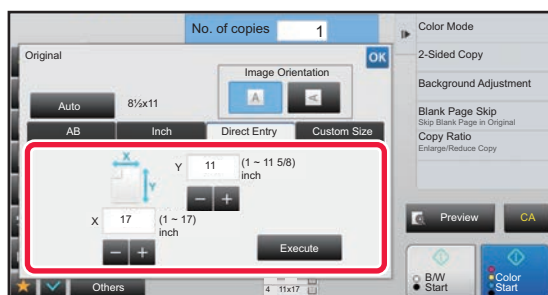 No. of copies 1
Original
OK
Image Orientation
A A
Auto
8½x11
AB Inch Direct Entry Custom Size
X
Y
Y 11 (1 ~ 11 5/8)
inch
X 17 (1 ~ 17)
inch
Execute
Others
4 11x17
Color Mode
2-Sided Copy
Background Adjustment
Blank Page Skip
Skip Blank Page in Original
Copy Ratio
Enlarge/Reduce Copy
Preview
CA
B/W
Start
Color
Start